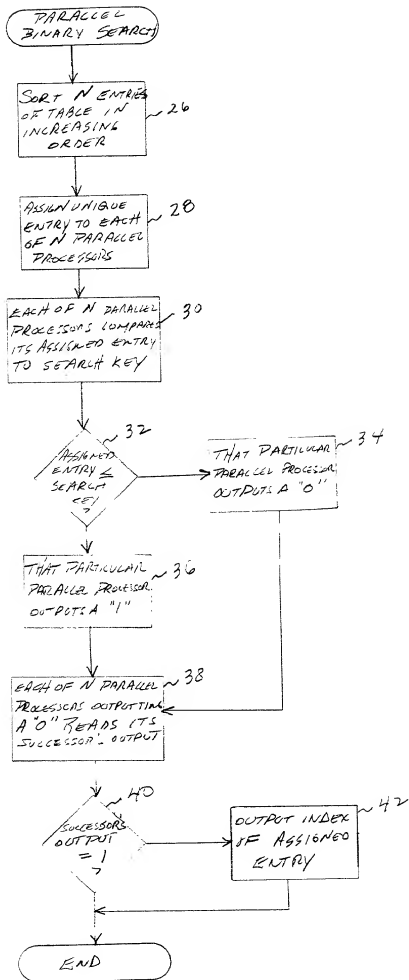 PARALLEL
BINARY SEARCH
SORT N ENTRIES
OF TABLE IN
INCREASING
ORDER
26
ASSIGN UNIQUE
ENTRY TO EACH
OF N PARALLEL
PROCESSORS
28
EACH OF N PARALLEL
PROCESSORS COMPARES
ITS ASSIGNED ENTRY
TO SEARCH KEY
30
32
ASSIGNED
ENTRY ≤
SEARCH
KEY
?
THAT PARTICULAR
PARALLEL PROCESSOR
OUTPUTS A "0"
34
THAT PARTICULAR
PARALLEL PROCESSOR
OUTPUTS A "1"
36
EACH OF N PARALLEL
PROCESSORS OUTPUTTING
A "0" READS ITS
SUCCESSOR'S OUTPUT
38
40
SUCCESSOR'S
OUTPUT
= 1
?
OUTPUT INDEX
OF ASSIGNED
ENTRY
42
END